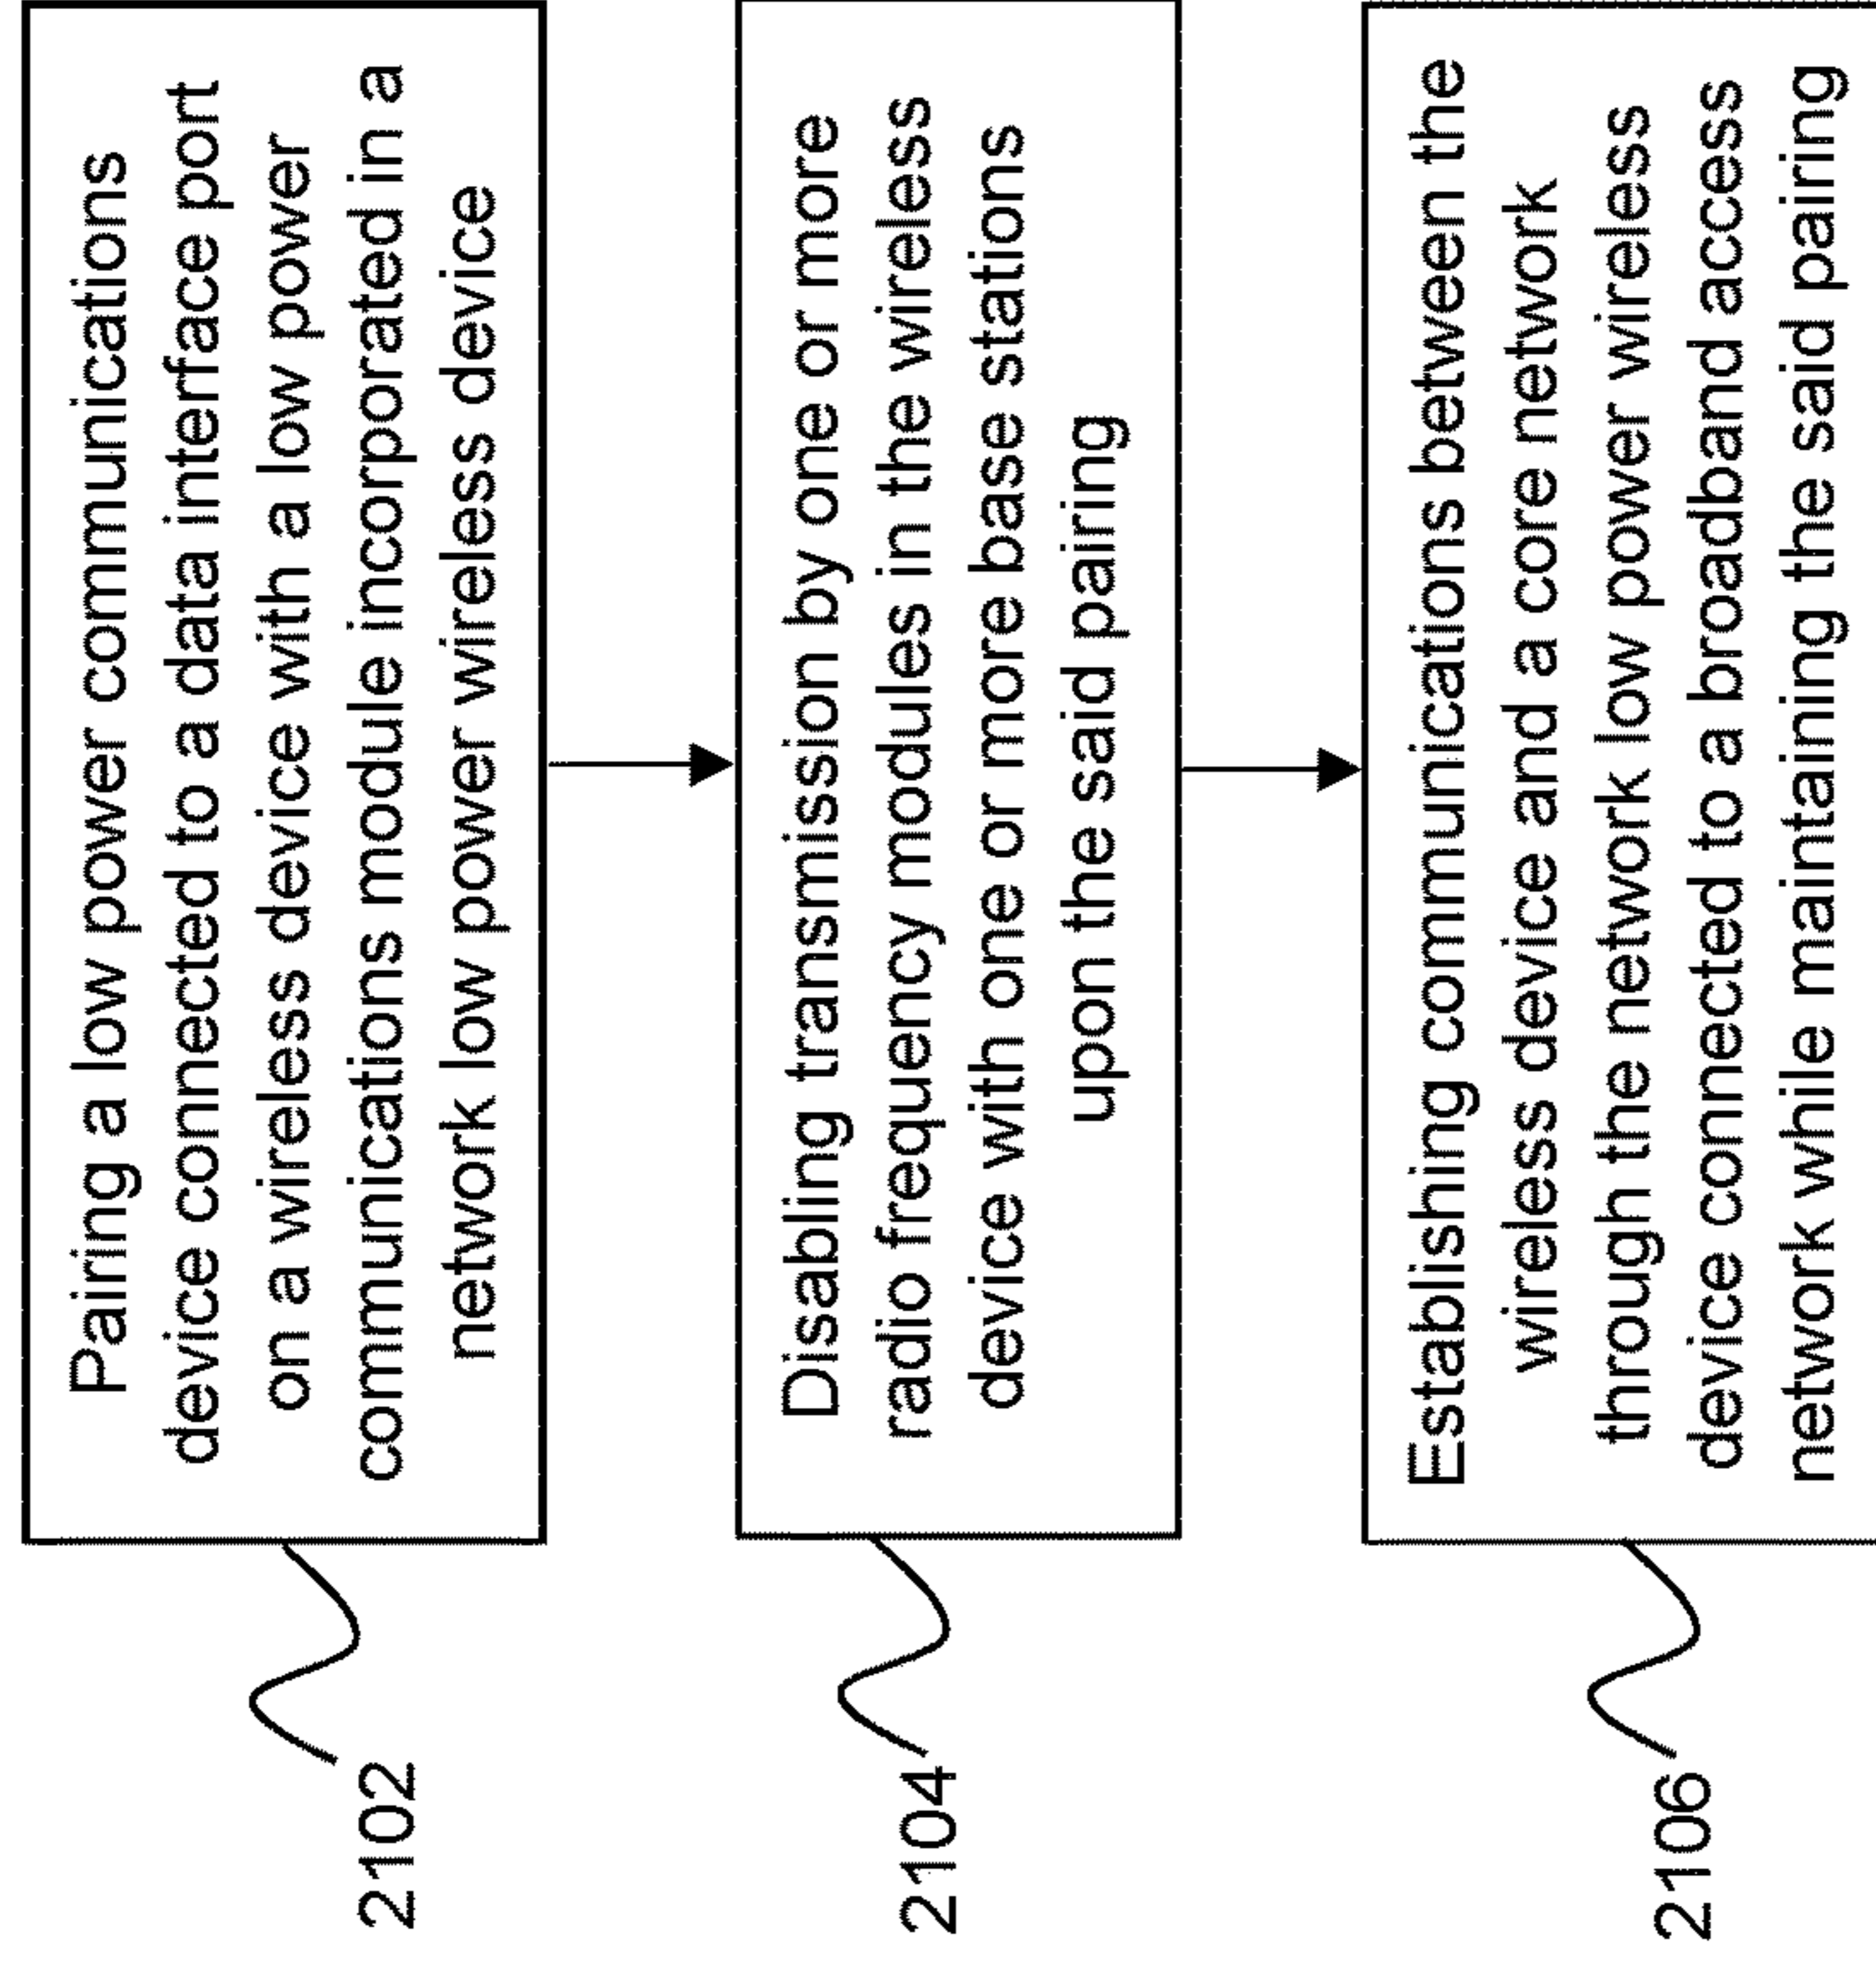 Pairing a low power communications
device connected to a data interface port
on a wireless device with a low power
communications module incorporated in a
network low power wireless device
2102
Disabling transmission by one or more
radio frequency modules in the wireless
device with one or more base stations
upon the said pairing
2104
Establishing communications between the
wireless device and a core network
through the network low power wireless
device connected to a broadband access
network while maintaining the said pairing
2106